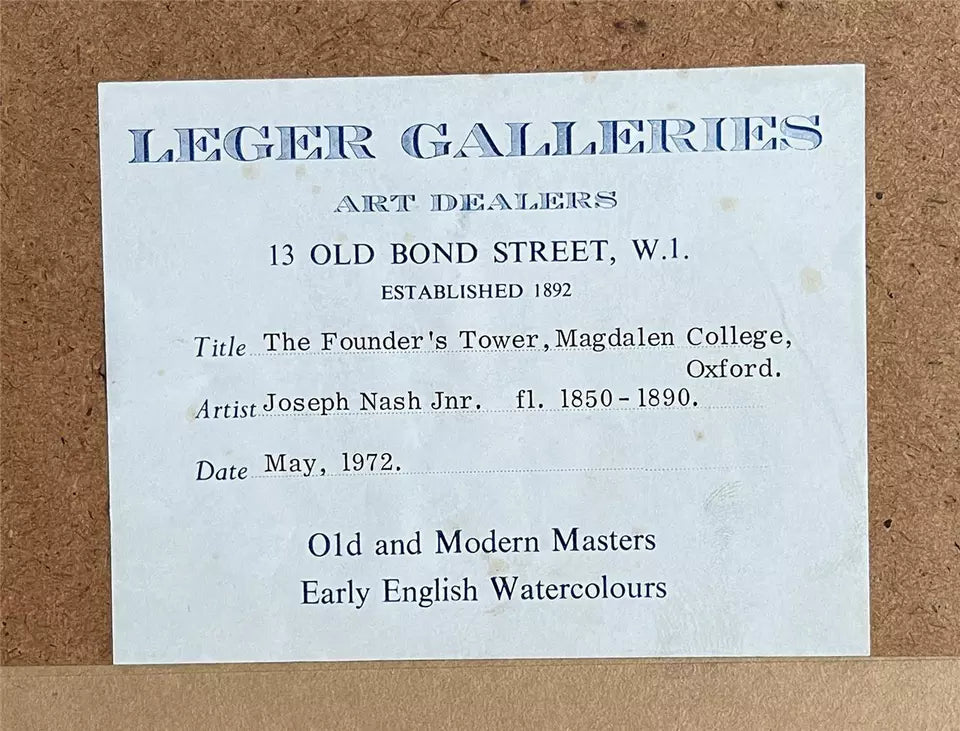 LEGER GALLERIES
ART DEALERS
13 OLD BOND STREET, W.1.
ESTABLISHED 1892
Title The Founder's Tower, Magdalen College,
Oxford.
Artist Joseph Nash Jnr. fl. 1850-1890.
Date May, 1972.
Old and Modern Masters
Early English Watercolours